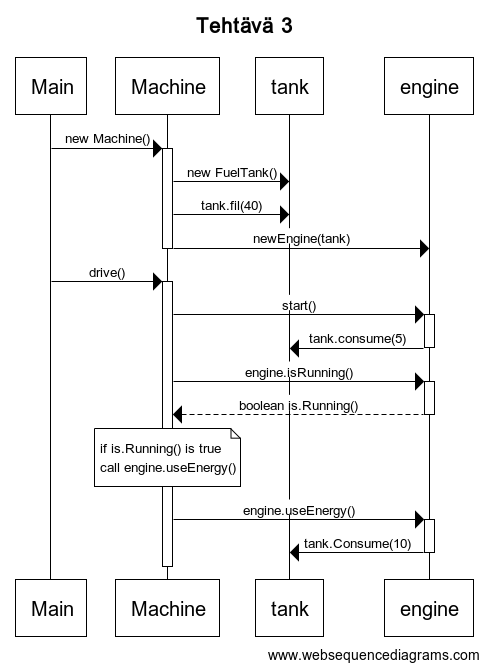 Tehtävä 3
Main
Machine
tank
engine
new Machine()
new FuelTank()
tank.fil(40)
newEngine(tank)
drive()
start()
tank.consume(5)
engine.isRunning()
boolean is.Running()
if is.Running() is true
call engine.useEnergy()
engine.useEnergy()
tank.Consume(10)
Main
Machine
tank
engine
www.websequencediagrams.com